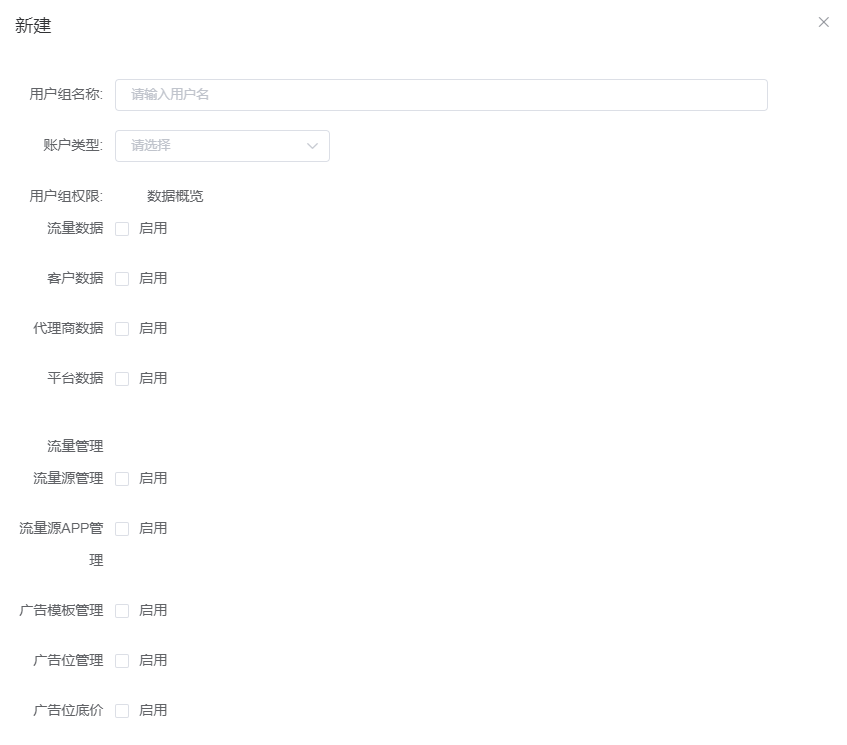 新建
用户组名称: 请输入用户名
账户类型: 请选择
用户组权限: 数据概览
流量数据 启用
客户数据 启用
代理商数据 启用
平台数据 启用
流量管理
流量源管理 启用
流量源APP管 启用
理
广告模板管理 启用
广告位管理 启用
广告位底价 启用